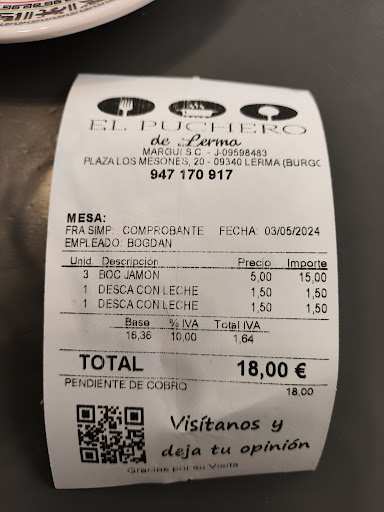 EL PUCHERO
de Lerma
MARGUI S.C. - J-09598483
PLAZA LOS MESONES, 20 - 09340 LERMA (BURGO
947 170 917
MESA:
FRA SIMP: COMPROBANTE FECHA: 03/05/2024
EMPLEADO: BOGDAN
Unid. Descripción Precio Importe
3 BOC JAMON 5,00 15,00
1 DESCA CON LECHE 1,50 1,50
1 DESCA CON LECHE 1,50 1,50
Base % IVA Total IVA
16,36 10,00 1,64
TOTAL 18,00 €
PENDIENTE DE COBRO 18,00
Visítanos y
deja tu opinión
Gracias por su Visita